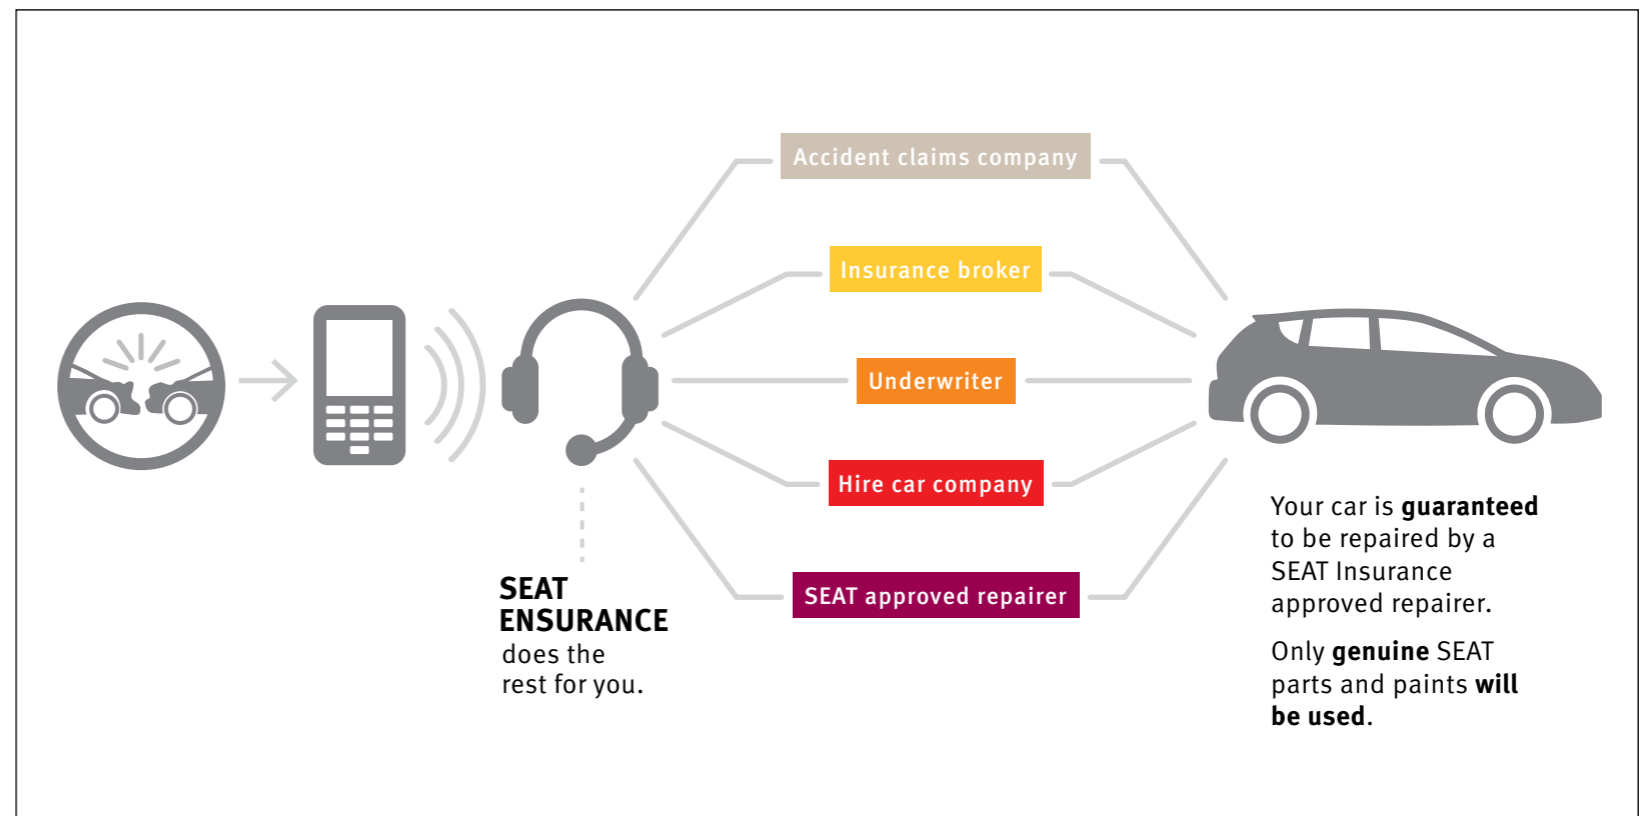 Accident claims company
Insurance broker
Underwriter
Hire car company
SEAT approved repairer
SEAT
ENSURANCE
does the
rest for you.
Your car is guaranteed
to be repaired by a
SEAT Insurance
approved repairer.
Only genuine SEAT
parts and paints will
be used.